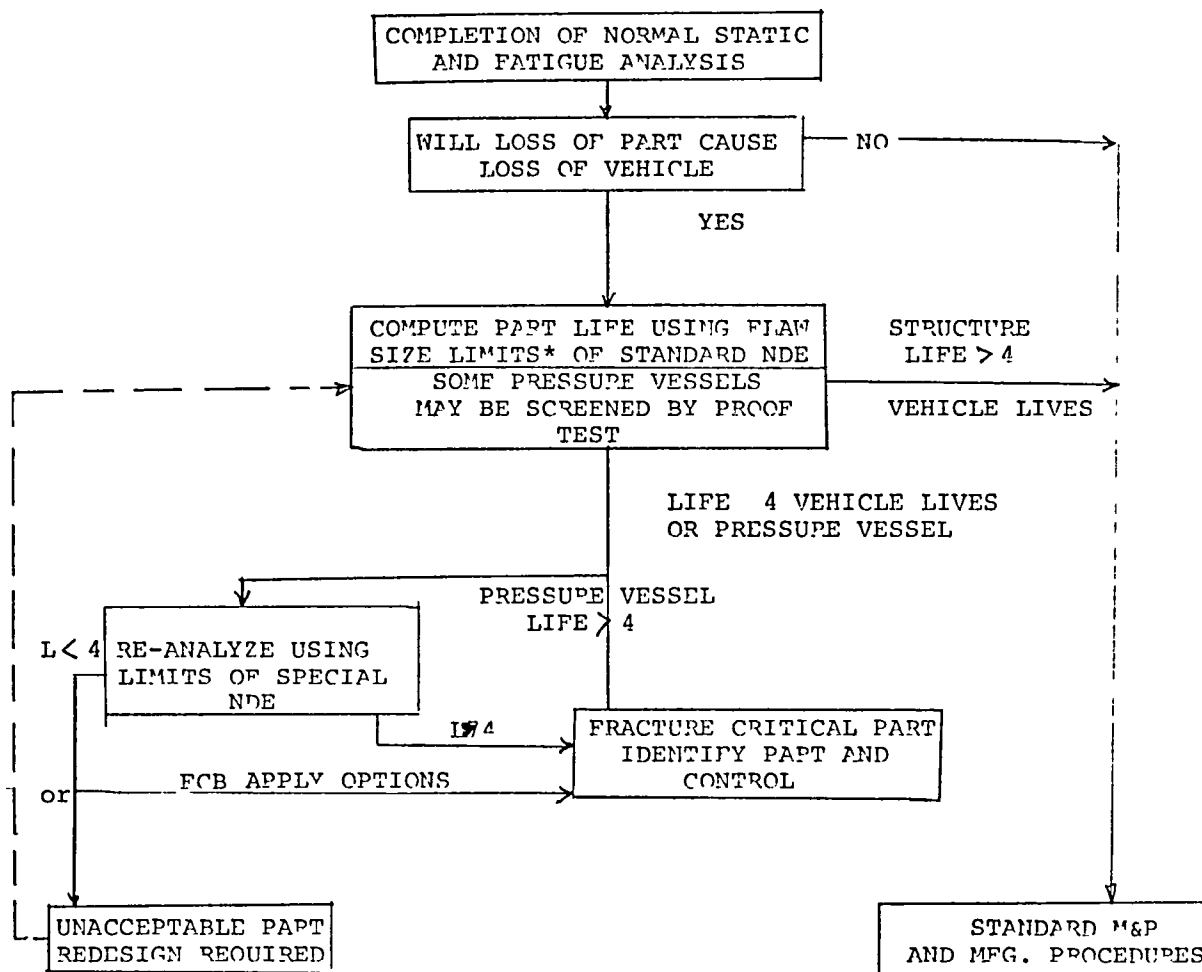 COMPLETION OF NORMAL STATIC
AND FATIGUE ANALYSIS
WILL LOSS OF PART CAUSE
LOSS OF VEHICLE
NO
YES
COMPUTE PART LIFE USING FLAW
SIZE LIMITS* OF STANDARD NDE
SOME PRESSURE VESSELS
MAY BE SCREENED BY PROOF
TEST
STRUCTURE
LIFE > 4
VEHICLE LIVES
LIFE 4 VEHICLE LIVES
OR PRESSURE VESSEL
PRESSURE VESSEL
LIFE > 4
L < 4
RE-ANALYZE USING
LIMITS OF SPECIAL
NDE
L>4
FRACTURE CRITICAL PART
IDENTIFY PART AND
CONTROL
or
FCB APPLY OPTIONS
UNACCEPTABLE PART
REDESIGN REQUIRED
STANDARD M&P
AND MFG. PROCEDURES